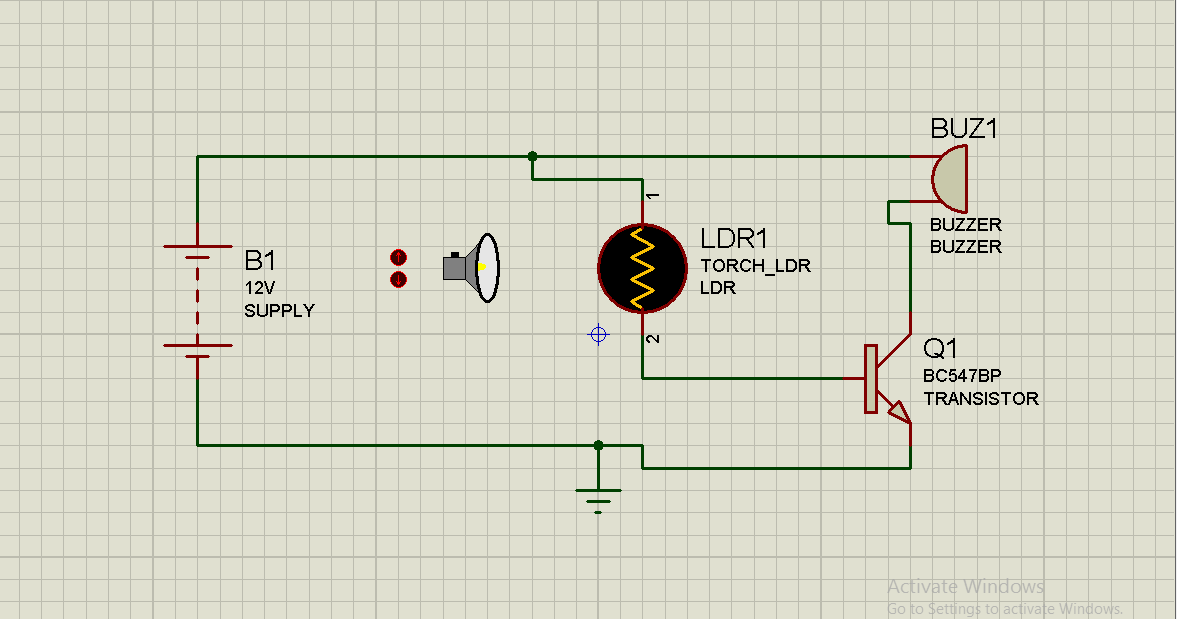 BUZ1
1
BUZZER
BUZZER
LDR1
TORCH_LDR
LDR
B1
12V
SUPPLY
2
Q1
BC547BP
TRANSISTOR
Activate Windows
Go to Settings to activate Windows.